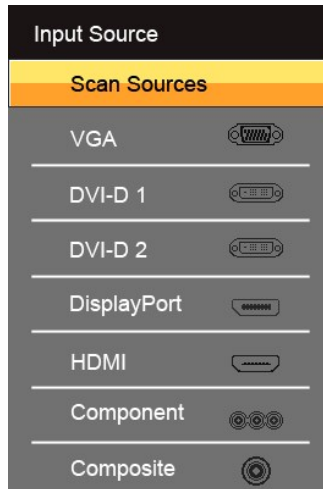 Input Source
Scan Sources
VGA
DVI-D 1
DVI-D 2
DisplayPort
HDMI
Component
Composite